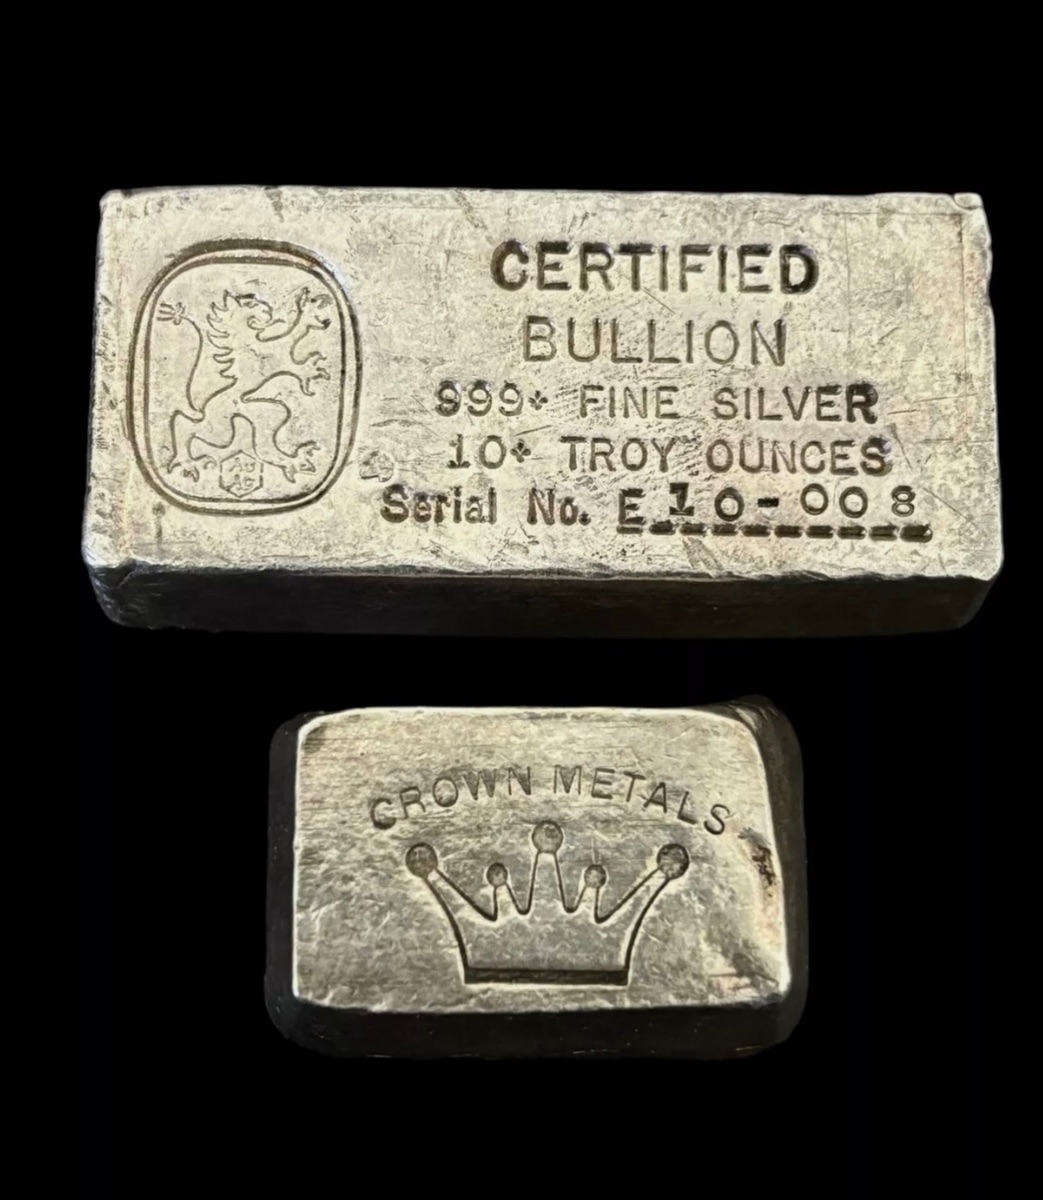 CERTIFIED
BULLION
999+ FINE SILVER
10+ TROY OUNCES
Serial No. E10-008
CROWN METALS